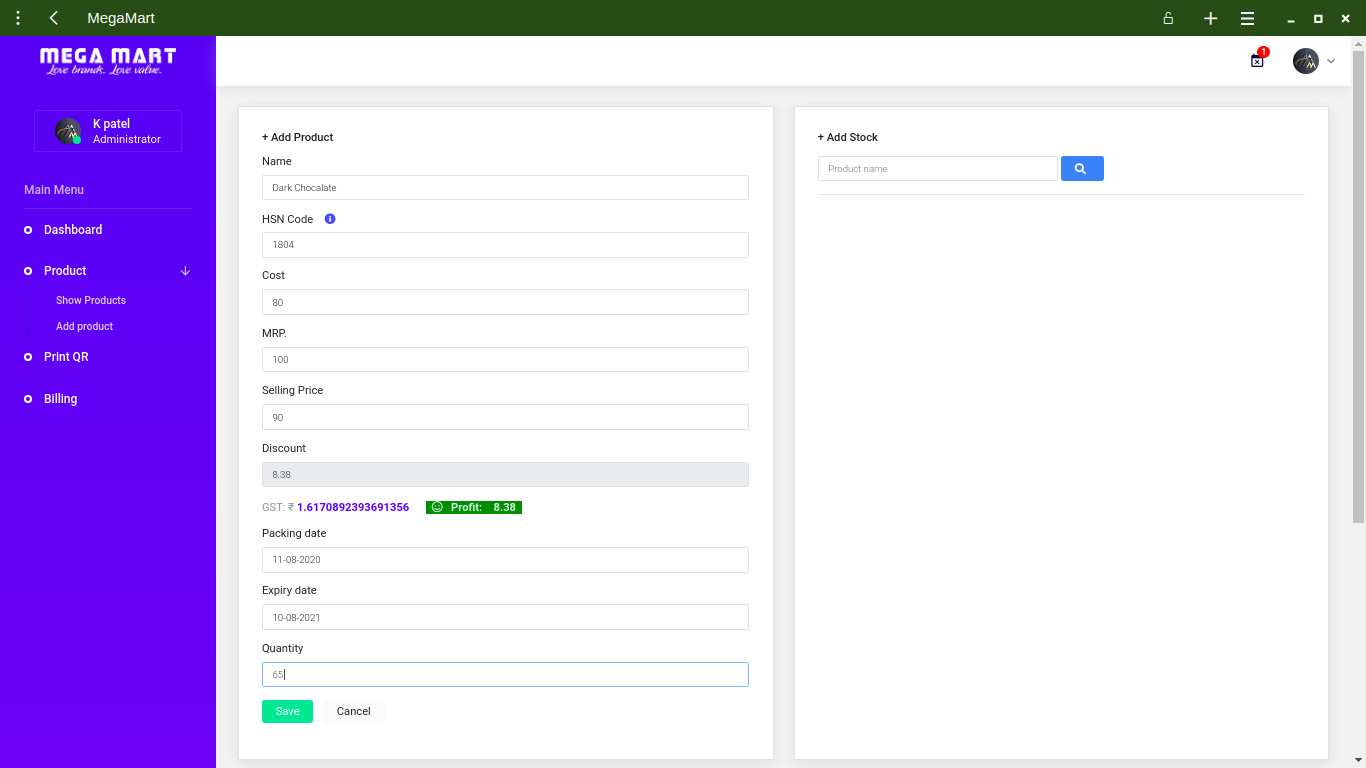 MegaMart
MEGA MART
Love brands. Love value.
1
K patel
Administrator
Main Menu
Dashboard
Product
Show Products
Add product
Print QR
Billing
+ Add Product
Name
Dark Chocalate
HSN Code
1804
Cost
80
MRP.
100
Selling Price
90
Discount
8.38
GST: ₹ 1.6170892393691356 Profit: 8.38
Packing date
11-08-2020
Expiry date
10-08-2021
Quantity
65
Save Cancel
+ Add Stock
Product name